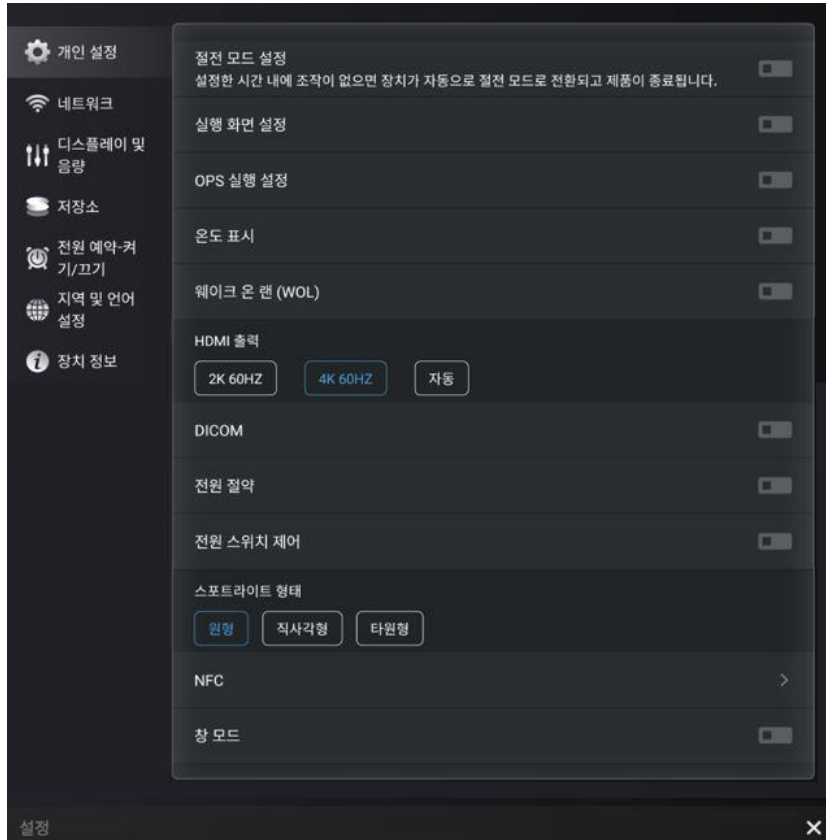 개인 설정
네트워크
디스플레이 및
음량
저장소
전원 예약-켜
기/끄기
지역 및 언어
설정
장치 정보
절전 모드 설정
설정한 시간 내에 조작이 없으면 장치가 자동으로 절전 모드로 전환되고 제품이 종료됩니다.
실행 화면 설정
OPS 실행 설정
온도 표시
웨이크 온 랜 (WOL)
HDMI 출력
2K 60HZ 4K 60HZ 자동
DICOM
전원 절약
전원 스위치 제어
스포트라이트 형태
원형 직사각형 타원형
NFC
창 모드
설정